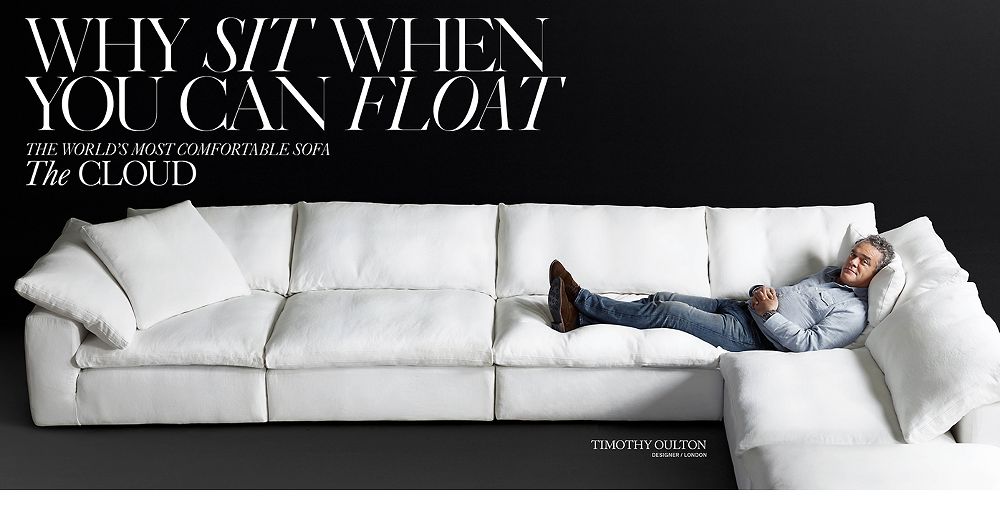 WHY SIT WHEN
YOU CAN FLOAT
THE WORLD'S MOST COMFORTABLE SOFA
The CLOUD
TIMOTHY OULTON
DESIGNER / LONDON